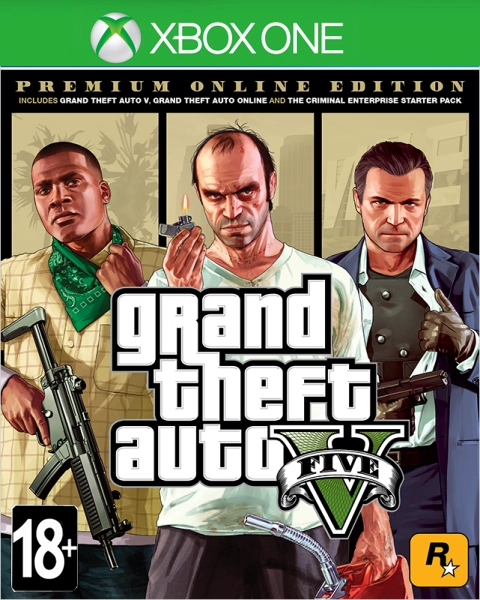 XBOX ONE
PREMIUM ONLINE EDITION
INCLUDES GRAND THEFT AUTO V, GRAND THEFT AUTO ONLINE AND THE CRIMINAL ENTERPRISE STARTER PACK
grand
theft
auto V
FIVE
18+
R